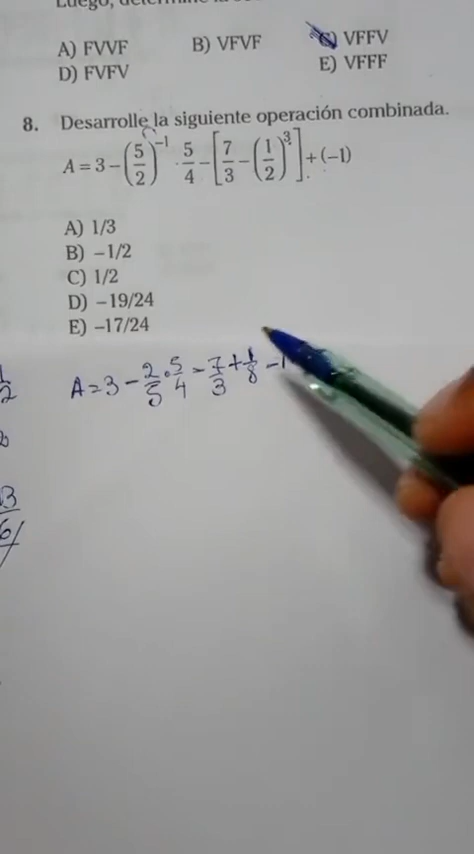 Luego,
A) FVVF B) VFVF C) VFFV
D) FVFV E) VFFF
8. Desarrolle la siguiente operación combinada.
A = 3 − (5/2)^−1 · 5/4 − [7/3 − (1/2)^3] + (−1)
A) 1/3
B) −1/2
C) 1/2
D) −19/24
E) −17/24
A = 3 − 2/5 · 5/4 − 7/3 + 1/8 − 1